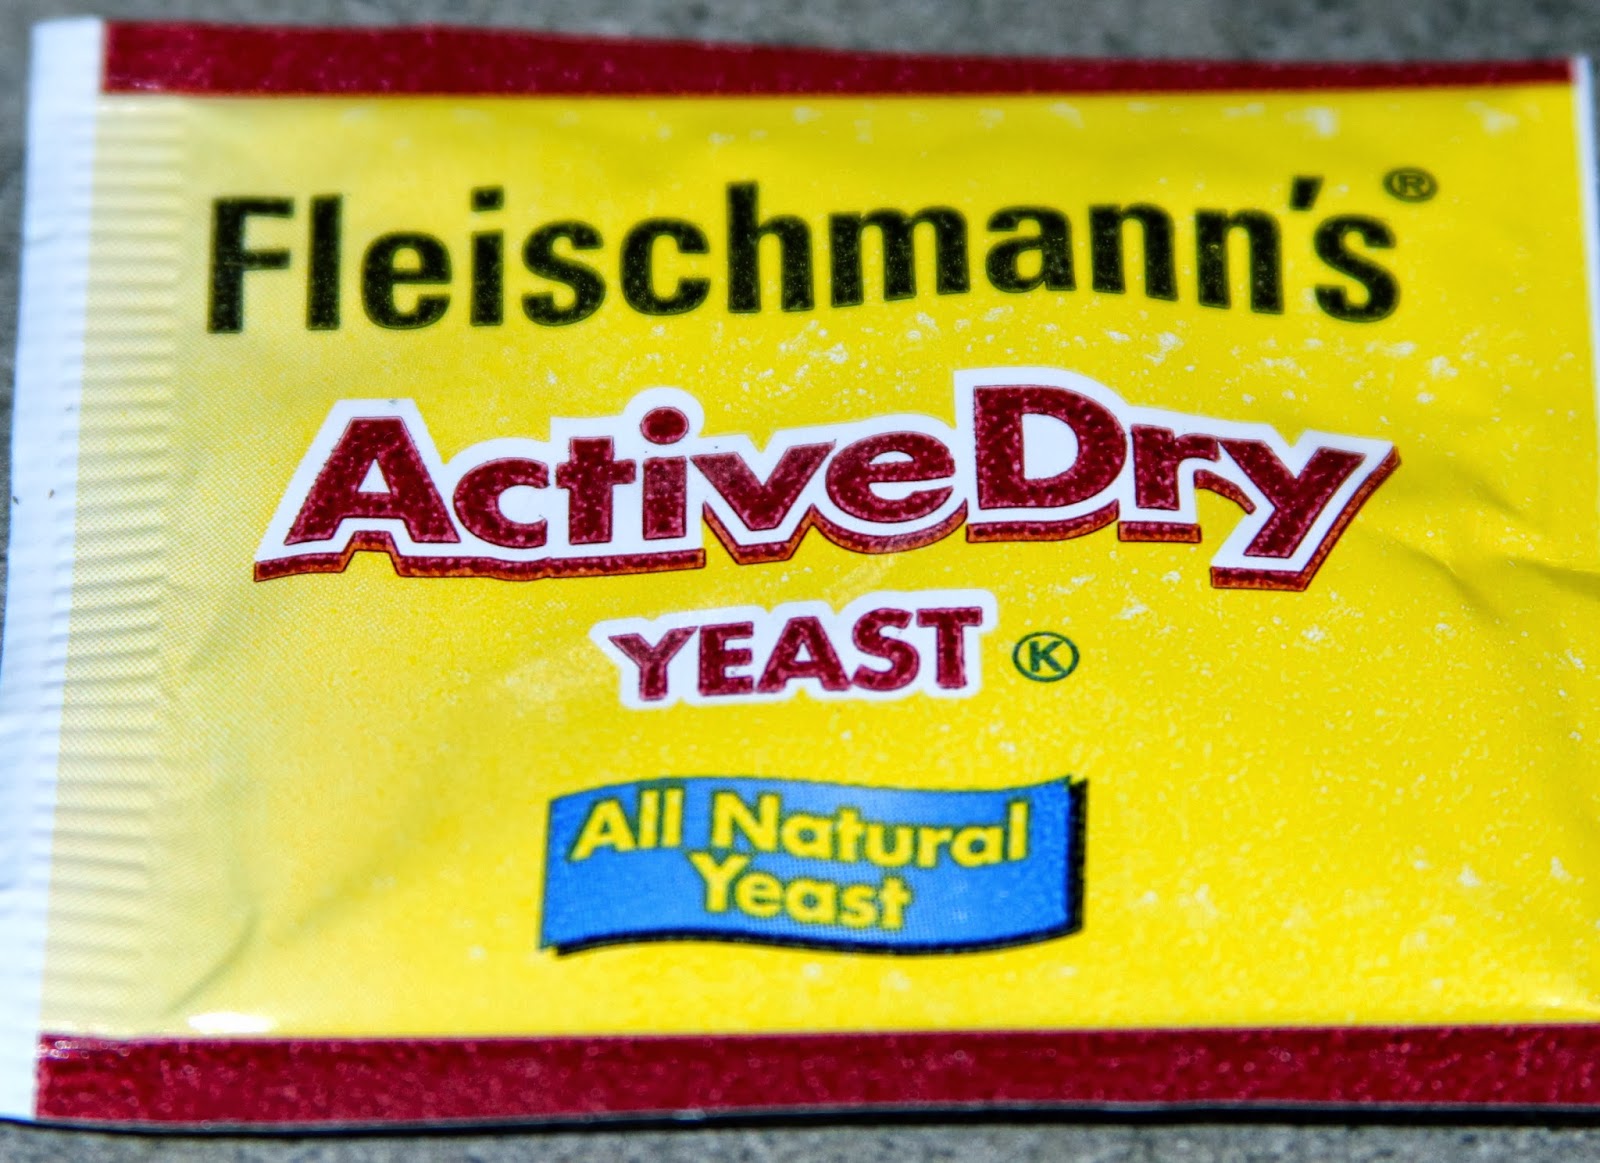 Fleischmann's®
ActiveDry
YEAST Ⓚ
All Natural
Yeast